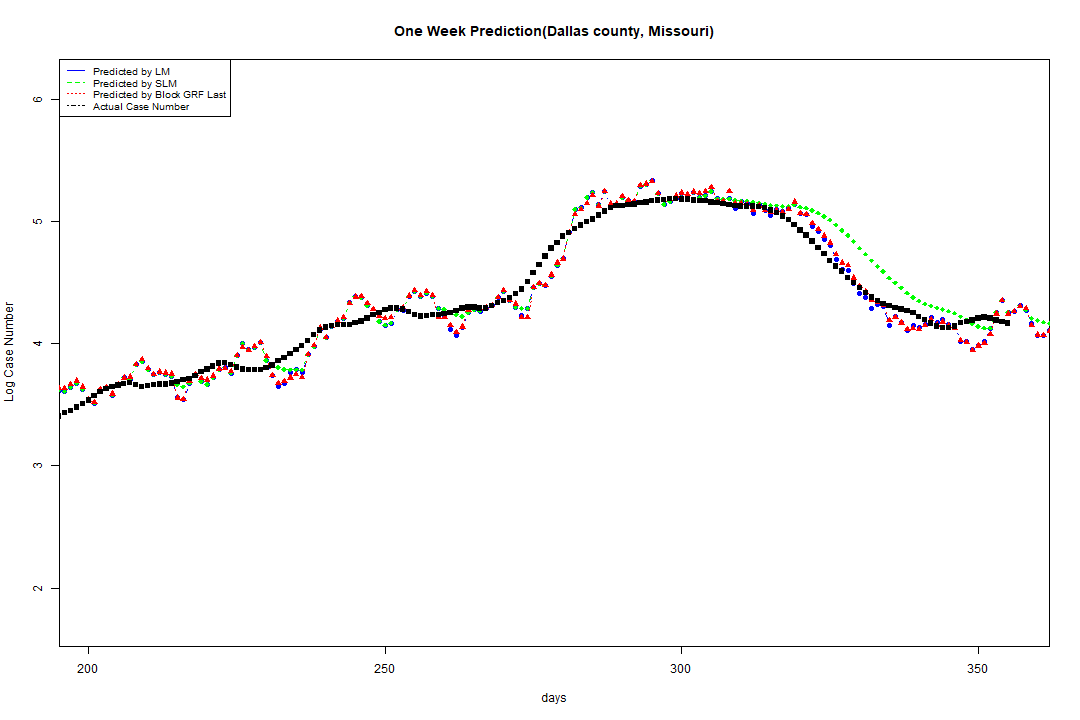 One Week Prediction(Dallas county, Missouri)
Predicted by LM
Predicted by SLM
Predicted by Block GRF Last
Actual Case Number
6
5
4
3
2
Log Case Number
200 250 300 350
days